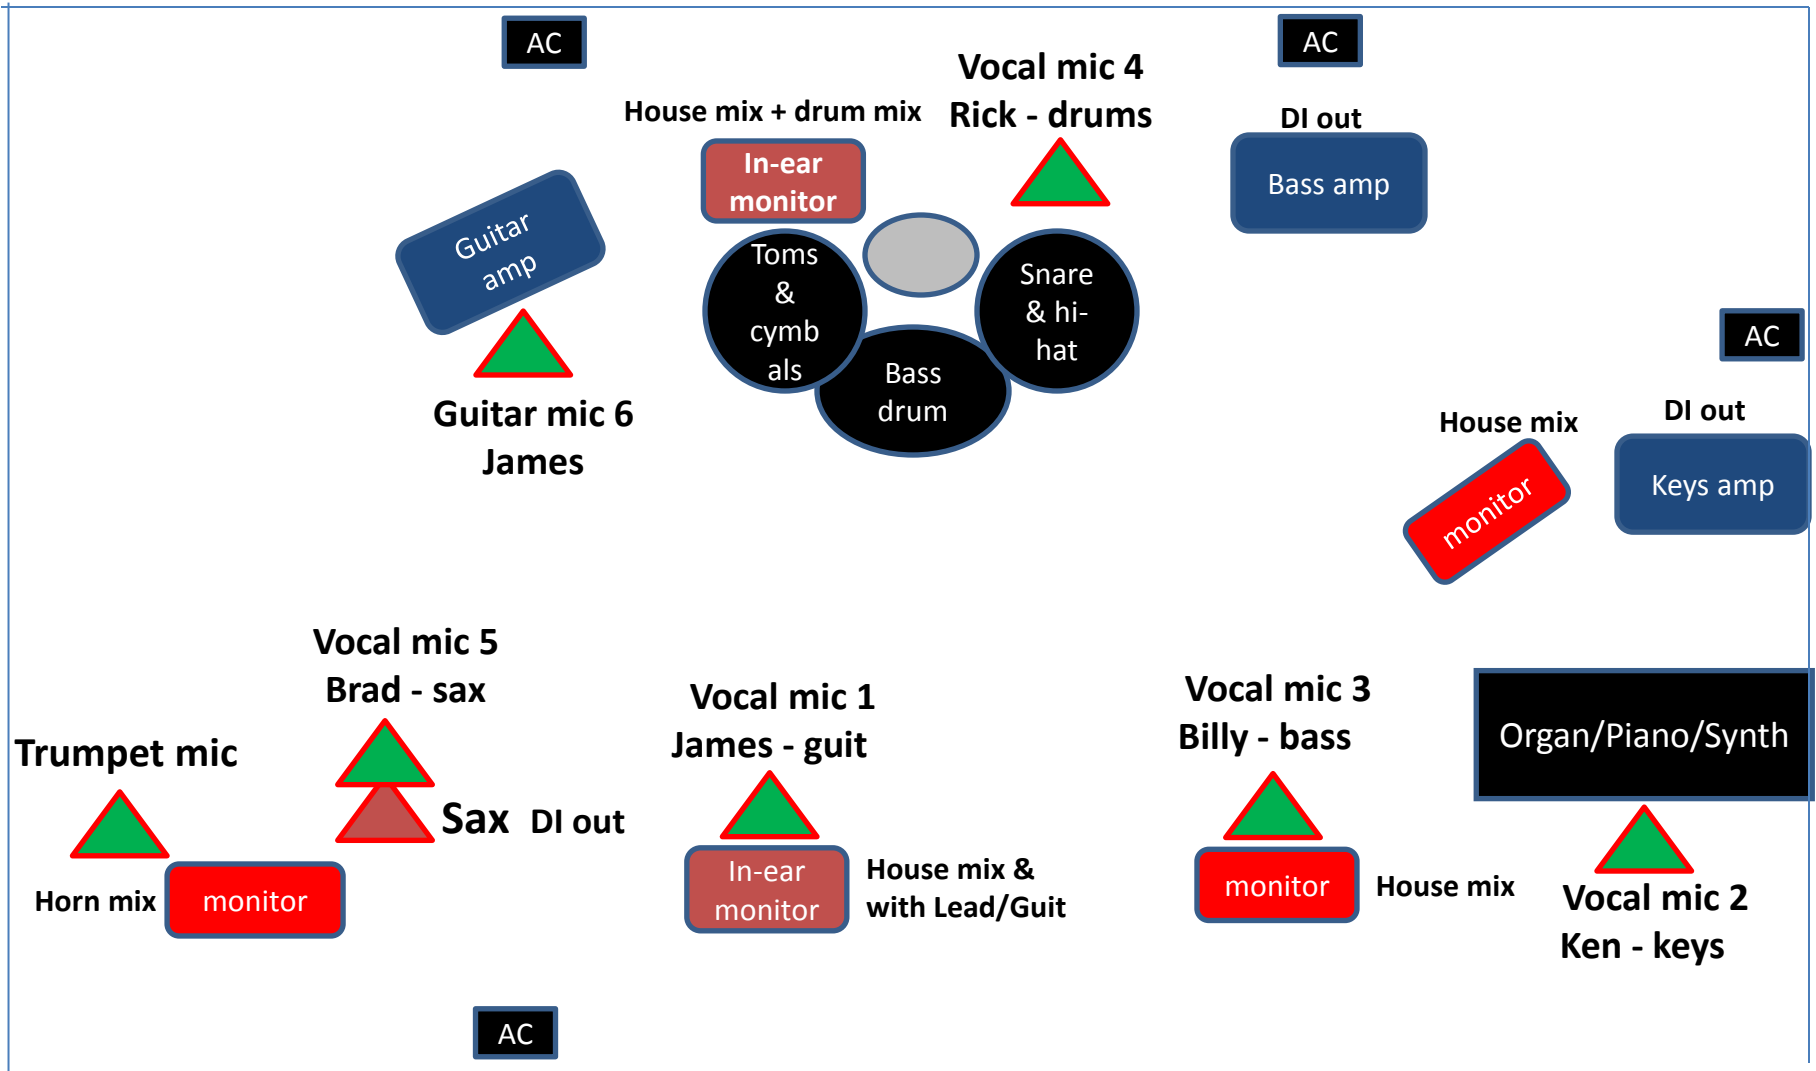 AC
AC
Vocal mic 4
Rick - drums
House mix + drum mix
In-ear
monitor
DI out
Bass amp
Guitar
amp
Toms
&
cymb
als
Snare
& hi-
hat
Bass
drum
AC
Guitar mic 6
James
House mix
monitor
DI out
Keys amp
Vocal mic 5
Brad - sax
Trumpet mic
Sax DI out
Horn mix
monitor
Vocal mic 1
James - guit
In-ear
monitor
House mix &
with Lead/Guit
Vocal mic 3
Billy - bass
monitor
House mix
Organ/Piano/Synth
Vocal mic 2
Ken - keys
AC